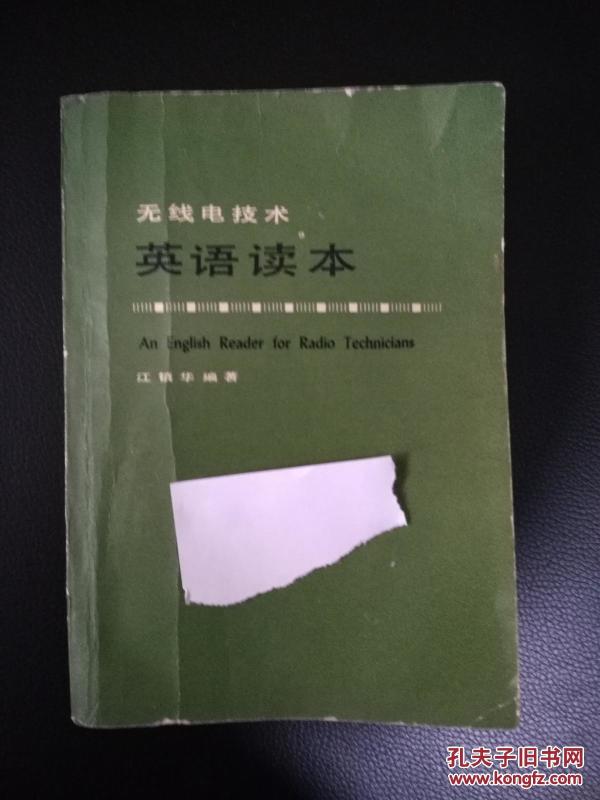 无线电技术
英语读本
An English Reader for Radio Technicians
江镇华编著
孔夫子旧书网
www.kongfz.com